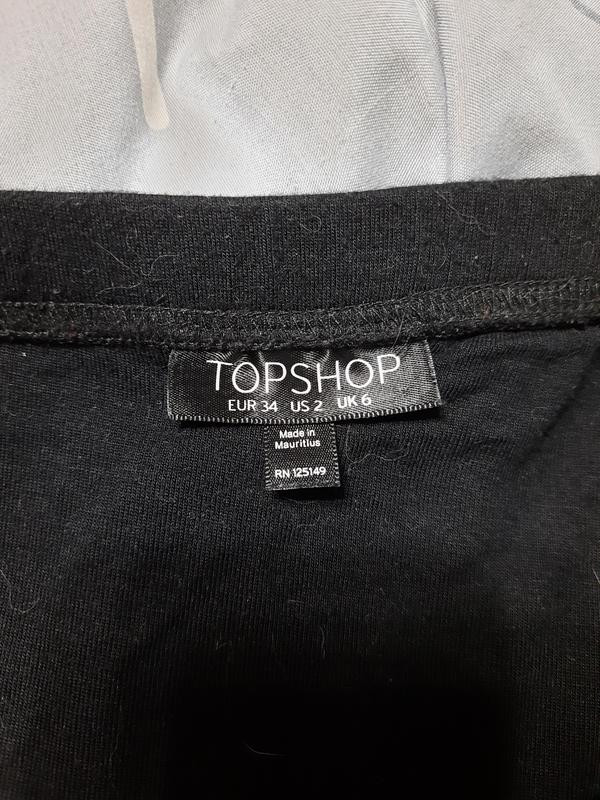 TOPSHOP
EUR 34 US 2 UK 6
Made in
Mauritius
RN 125149